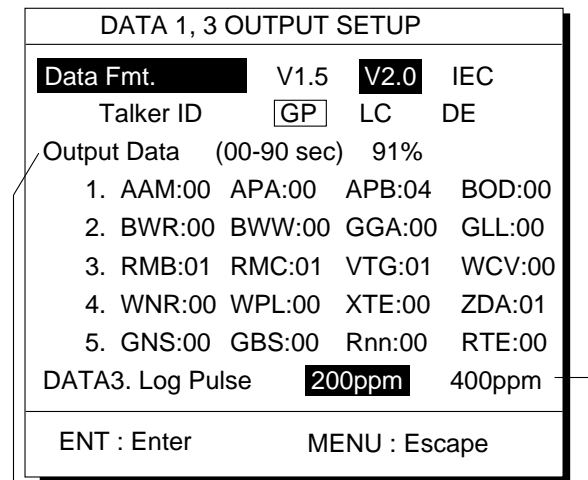 DATA 1, 3 OUTPUT SETUP
Data Fmt. V1.5 V2.0 IEC
Talker ID GP LC DE
Output Data (00-90 sec) 91%
1. AAM:00 APA:00 APB:04 BOD:00
2. BWR:00 BWW:00 GGA:00 GLL:00
3. RMB:01 RMC:01 VTG:01 WCV:00
4. WNR:00 WPL:00 XTE:00 ZDA:01
5. GNS:00 GBS:00 Rnn:00 RTE:00
DATA3. Log Pulse 200ppm 400ppm
ENT : Enter MENU : Escape